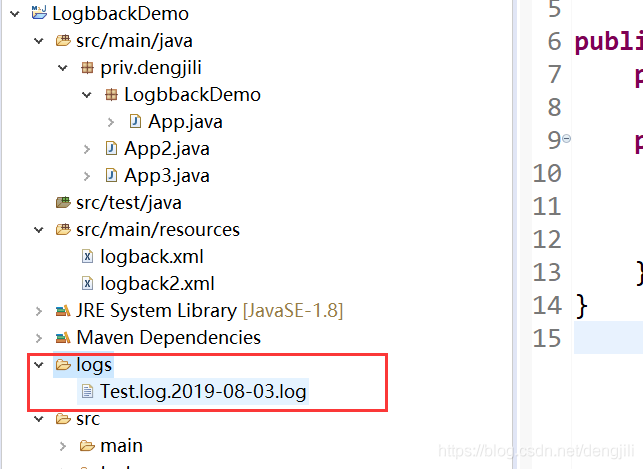 LogbbackDemo
src/main/java
priv.dengjili
LogbbackDemo
App.java
App2.java
App3.java
src/test/java
src/main/resources
logback.xml
logback2.xml
JRE System Library [JavaSE-1.8]
Maven Dependencies
logs
Test.log.2019-08-03.log
src
main
5
6 publi
7 p
8
9 p
10
11
12
13 }
14 }
15
https://blog.csdn.net/dengjili